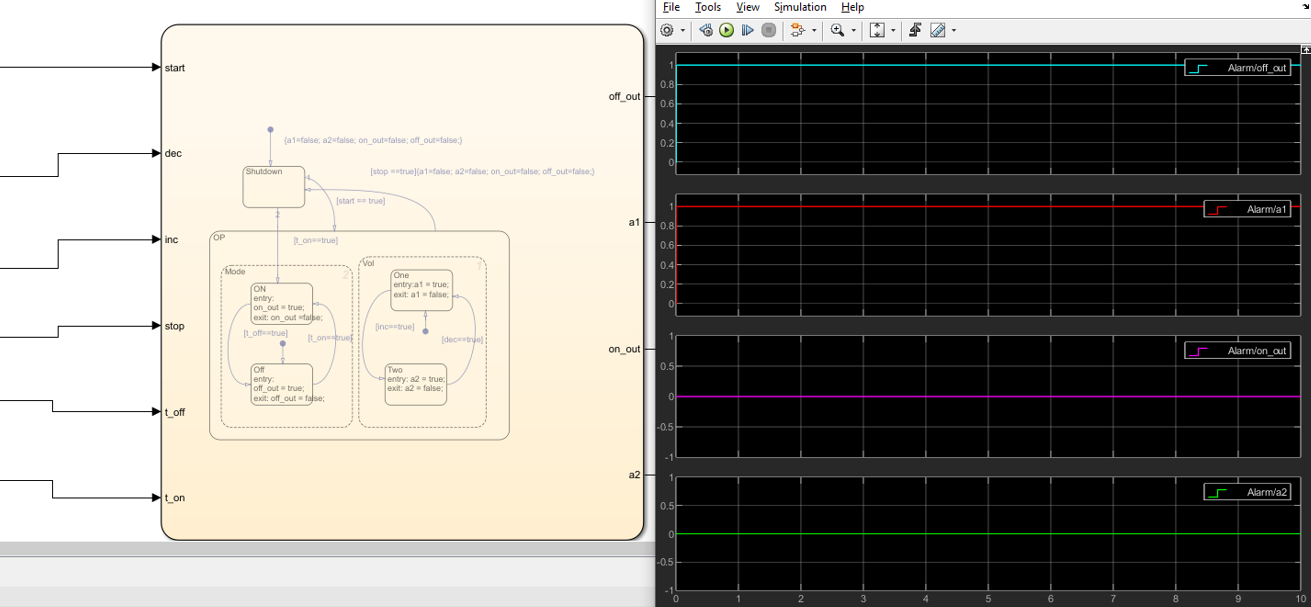 File Tools View Simulation Help
start
dec
inc
stop
t_off
t_on
{a1=false; a2=false; on_out=false; off_out=false;}
Shutdown
1
2
[stop ==true]{a1=false; a2=false; on_out=false; off_out=false;}
[start == true]
OP
[t_on==true]
Mode
2
ON
entry:
on_out = true;
exit: on_out =false;
[t_off==true]
[t_on==true]
Off
entry:
off_out = true;
exit: off_out = false;
Vol
1
One
entry:a1 = true;
exit: a1 = false;
[inc==true]
[dec==true]
Two
entry: a2 = true;
exit: a2 = false;
off_out
a1
on_out
a2
Alarm/off_out
1
0.8
0.6
0.4
0.2
0
Alarm/a1
1
0.8
0.6
0.4
0.2
0
Alarm/on_out
1
0.5
0
-0.5
-1
Alarm/a2
1
0.5
0
-0.5
-1
0 1 2 3 4 5 6 7 8 9 10